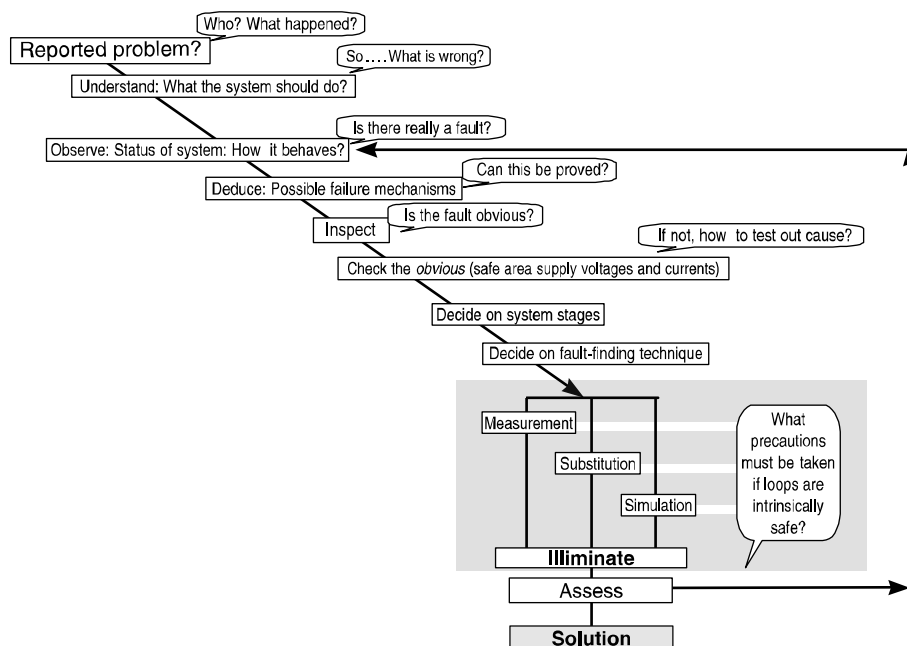 Who? What happened?
Reported problem?
So....What is wrong?
Understand: What the system should do?
Is there really a fault?
Observe: Status of system: How it behaves?
Can this be proved?
Deduce: Possible failure mechanisms
Is the fault obvious?
Inspect
If not, how to test out cause?
Check the obvious (safe area supply voltages and currents)
Decide on system stages
Decide on fault-finding technique
Measurement
Substitution
Simulation
What
precautions
must be taken
if loops are
intrinsically
safe?
Illiminate
Assess
Solution